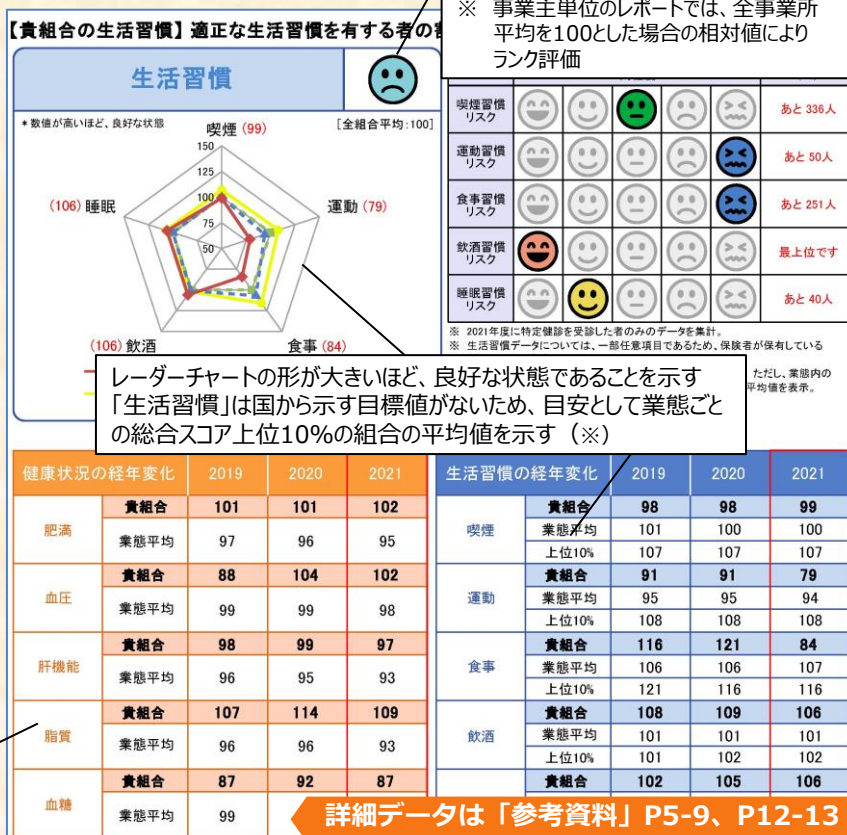 ※ 事業主単位のレポートでは、全事業所
平均を100とした場合の相対値により
ランク評価
【貴組合の生活習慣】適正な生活習慣を有する者の
生活習慣
*数値が高いほど、良好な状態
[全組合平均:100]
喫煙 (99)
150
125
100
75
50
(106) 睡眠
運動 (79)
(106) 飲酒
食事 (84)
喫煙習慣
リスク
あと 336人
運動習慣
リスク
あと 50人
食事習慣
リスク
あと 251人
飲酒習慣
リスク
最上位です
睡眠習慣
リスク
あと 40人
※ 2021年度に特定健診を受診した者のみのデータを集計。
※ 生活習慣データについては、一部任意項目であるため、保険者が保有している
ただし、業態内の
平均値を表示。
レーダーチャートの形が大きいほど、良好な状態であることを示す
「生活習慣」は国から示す目標値がないため、目安として業態ごと
の総合スコア上位10%の組合の平均値を示す(※)
健康状況の経年変化 2019 2020 2021
肥満 貴組合 101 101 102
業態平均 97 96 95
血圧 貴組合 88 104 102
業態平均 99 99 98
肝機能 貴組合 98 99 97
業態平均 96 95 93
脂質 貴組合 107 114 109
業態平均 96 96 93
血糖 貴組合 87 92 87
業態平均 99
生活習慣の経年変化 2019 2020 2021
喫煙 貴組合 98 98 99
業態平均 101 100 100
上位10% 107 107 107
運動 貴組合 91 91 79
業態平均 95 95 94
上位10% 108 108 108
食事 貴組合 116 121 84
業態平均 106 106 107
上位10% 121 116 116
飲酒 貴組合 108 109 106
業態平均 101 101 101
上位10% 101 102 102
貴組合 102 105 106
詳細データは「参考資料」P5-9、P12-13